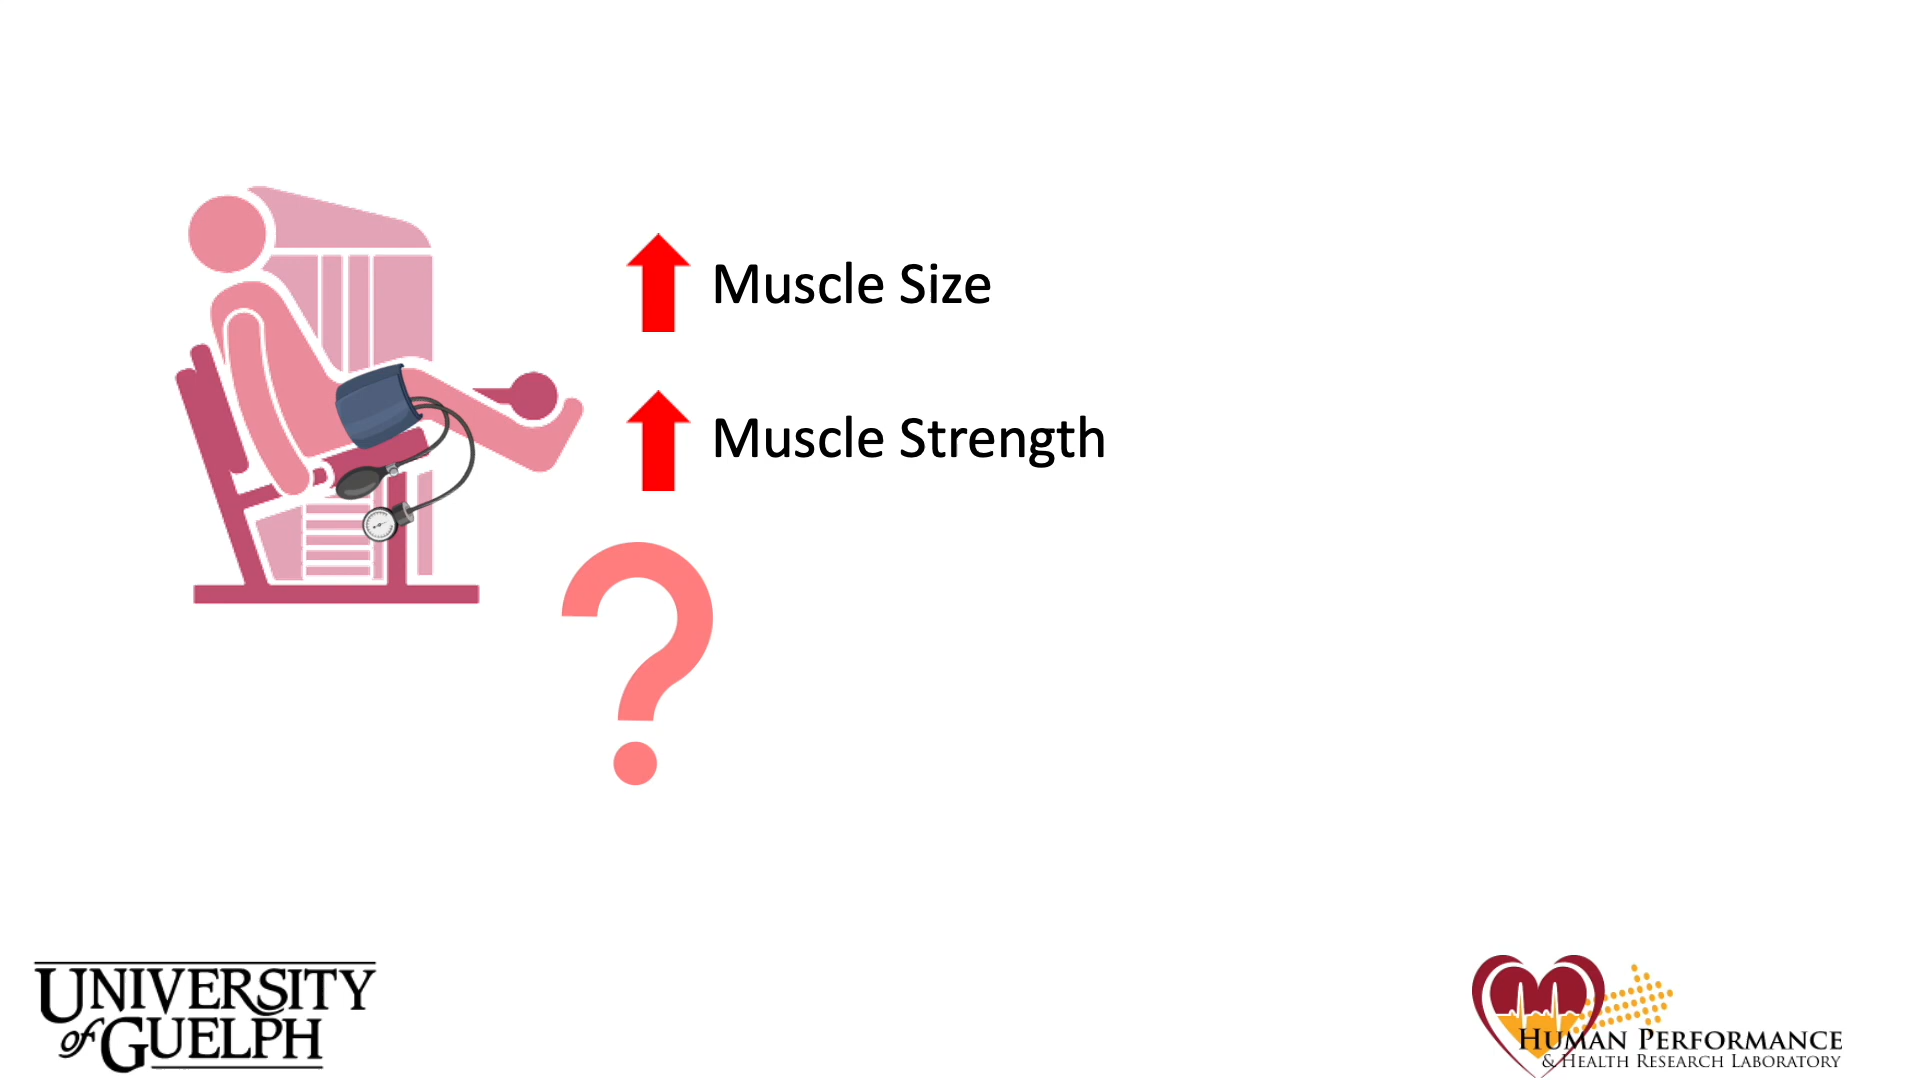 Muscle Size
Muscle Strength
?
UNIVERSITY
of GUELPH
HUMAN PERFORMANCE
& HEALTH RESEARCH LABORATORY